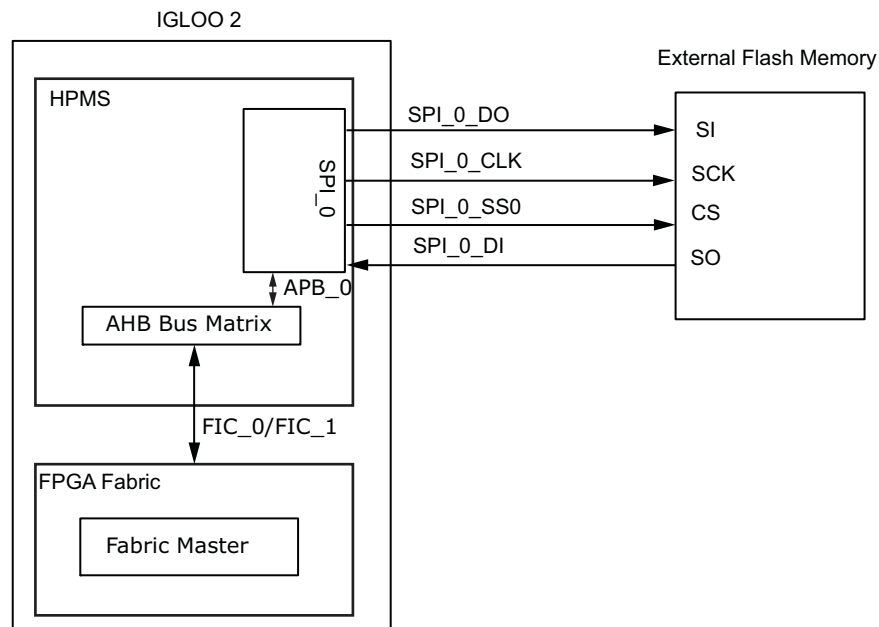 IGLOO 2
External Flash Memory
HPMS
SPI_0_DO
SI
SPI_0_CLK
SCK
SPI_0
SPI_0_SS0
CS
SPI_0_DI
SO
APB_0
AHB Bus Matrix
FIC_0/FIC_1
FPGA Fabric
Fabric Master